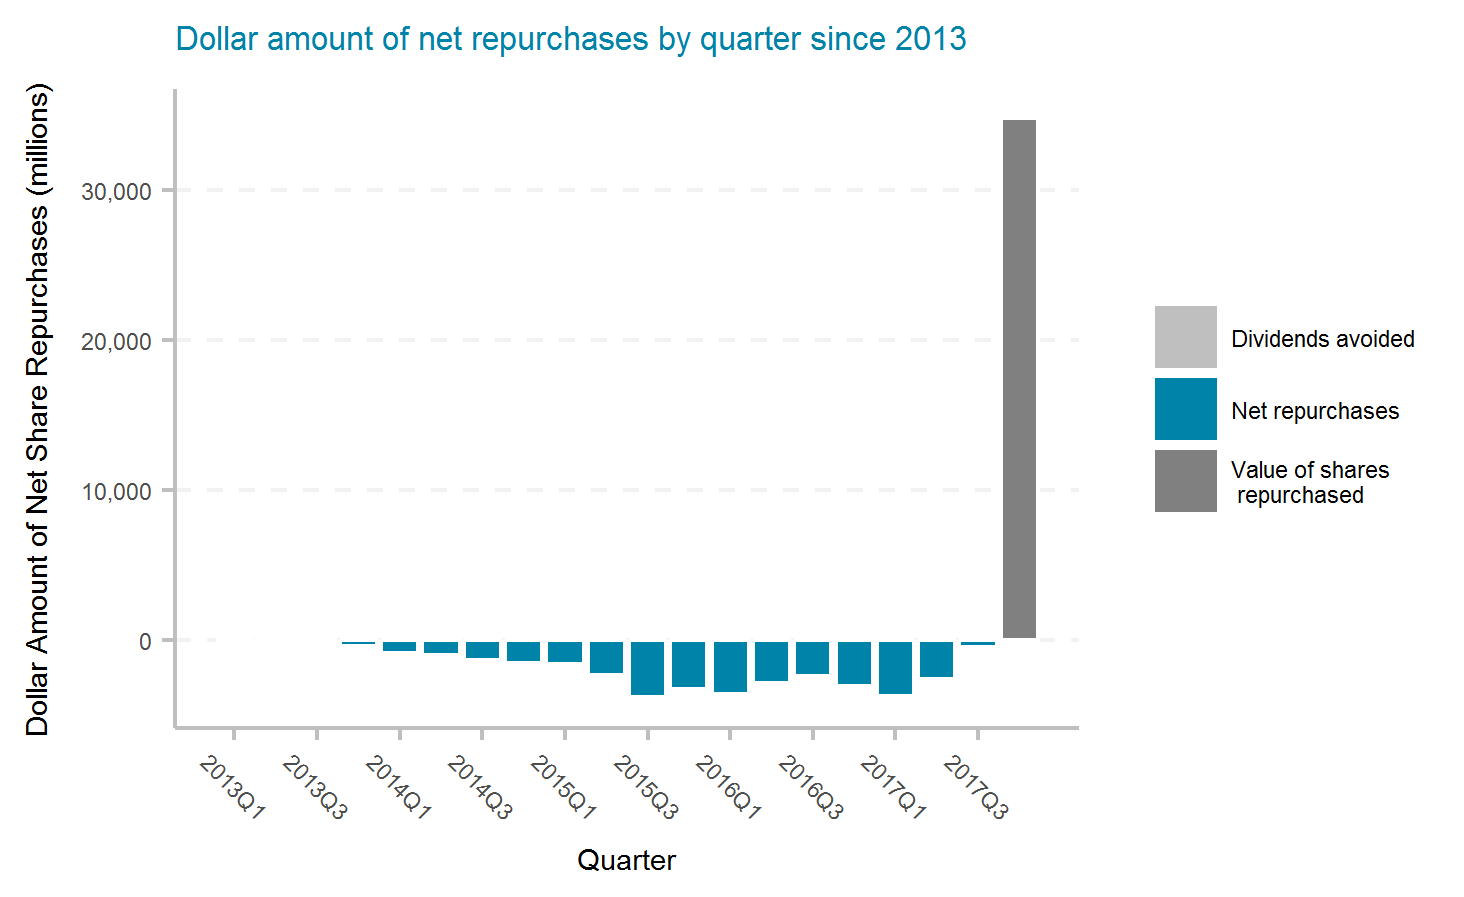 Dollar amount of net repurchases by quarter since 2013
Dollar Amount of Net Share Repurchases (millions)
30,000
20,000
10,000
0
2013Q1
2013Q3
2014Q1
2014Q3
2015Q1
2015Q3
2016Q1
2016Q3
2017Q1
2017Q3
Quarter
Dividends avoided
Net repurchases
Value of shares
repurchased